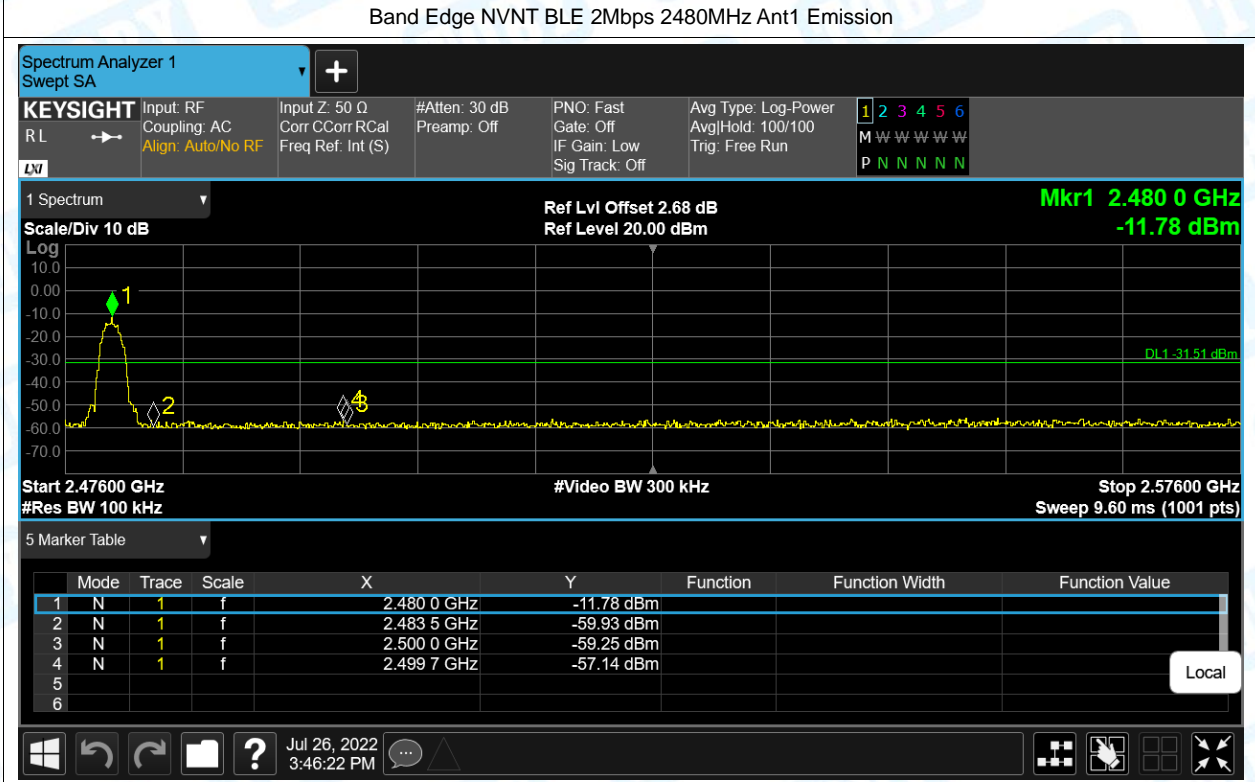 Band Edge NVNT BLE 2Mbps 2480MHz Ant1 Emission
Spectrum Analyzer 1
Swept SA
+
KEYSIGHT Input: RF Input Z: 50 Ω #Atten: 30 dB PNO: Fast Avg Type: Log-Power 1 2 3 4 5 6
RL Coupling: AC Corr CCorr RCal Preamp: Off Gate: Off Avg|Hold: 100/100 M W W W W W
Align: Auto/No RF Freq Ref: Int (S) IF Gain: Low Trig: Free Run
LXI Sig Track: Off P N N N N N
1 Spectrum Ref Lvl Offset 2.68 dB Mkr1 2.480 0 GHz
Scale/Div 10 dB Ref Level 20.00 dBm -11.78 dBm
Log
10.0
0.00
1
-10.0
-20.0
-30.0 DL1 -31.51 dBm
-40.0
-50.0 2 4 3
-60.0
-70.0
Start 2.47600 GHz #Video BW 300 kHz Stop 2.57600 GHz
#Res BW 100 kHz Sweep 9.60 ms (1001 pts)
5 Marker Table
Mode Trace Scale X Y Function Function Width Function Value
1 N 1 f 2.480 0 GHz -11.78 dBm
2 N 1 f 2.483 5 GHz -59.93 dBm
3 N 1 f 2.500 0 GHz -59.25 dBm
4 N 1 f 2.499 7 GHz -57.14 dBm
Local
5
6
? Jul 26, 2022
3:46:22 PM